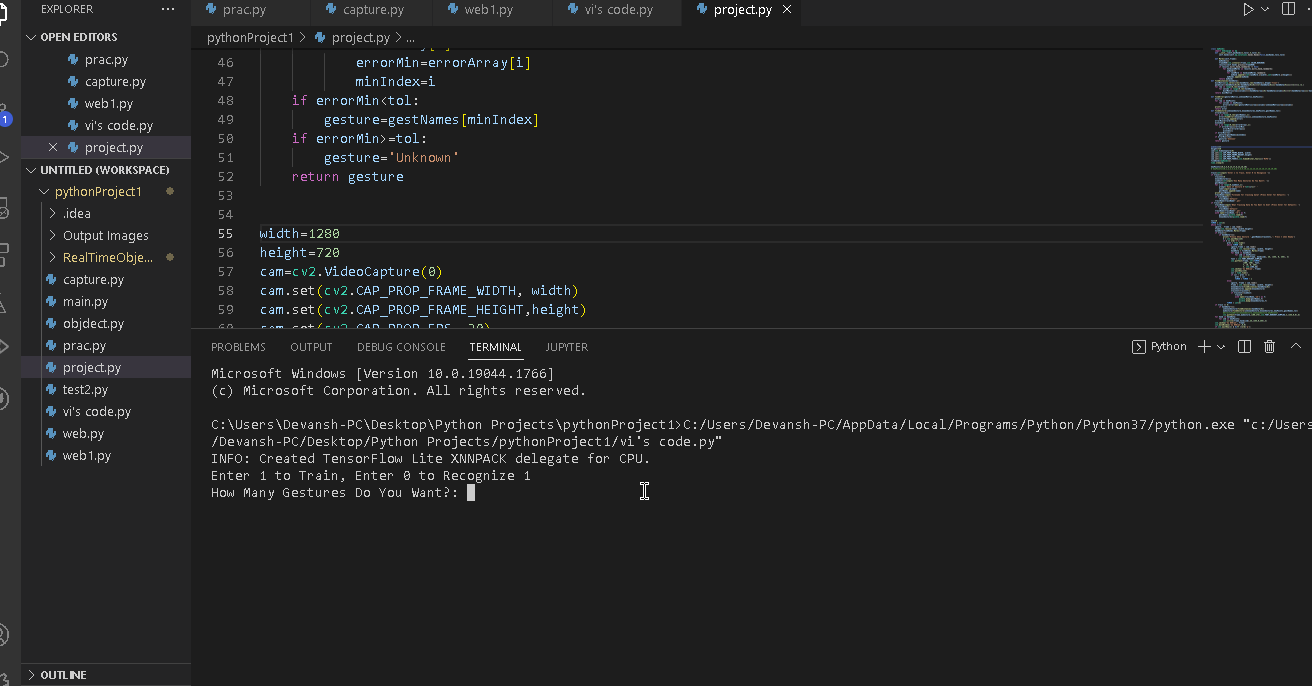 EXPLORER
OPEN EDITORS
prac.py
capture.py
web1.py
vi's code.py
project.py
UNTITLED (WORKSPACE)
pythonProject1
.idea
Output Images
RealTimeObje...
capture.py
main.py
objdect.py
prac.py
project.py
test2.py
vi's code.py
web.py
web1.py
OUTLINE
1
prac.py capture.py web1.py vi's code.py project.py
pythonProject1 > project.py > ...
46 errorMin=errorArray[i]
47 minIndex=i
48 if errorMin<tol:
49 gesture=gestNames[minIndex]
50 if errorMin>=tol:
51 gesture='Unknown'
52 return gesture
53
54
55 width=1280
56 height=720
57 cam=cv2.VideoCapture(0)
58 cam.set(cv2.CAP_PROP_FRAME_WIDTH, width)
59 cam.set(cv2.CAP_PROP_FRAME_HEIGHT,height)
PROBLEMS OUTPUT DEBUG CONSOLE TERMINAL JUPYTER Python
Microsoft Windows [Version 10.0.19044.1766]
(c) Microsoft Corporation. All rights reserved.
C:\Users\Devansh-PC\Desktop\Python Projects\pythonProject1>C:/Users/Devansh-PC/AppData/Local/Programs/Python/Python37/python.exe "c:/Users
/Devansh-PC/Desktop/Python Projects/pythonProject1/vi's code.py"
INFO: Created TensorFlow Lite XNNPACK delegate for CPU.
Enter 1 to Train, Enter 0 to Recognize 1
How Many Gestures Do You Want?: